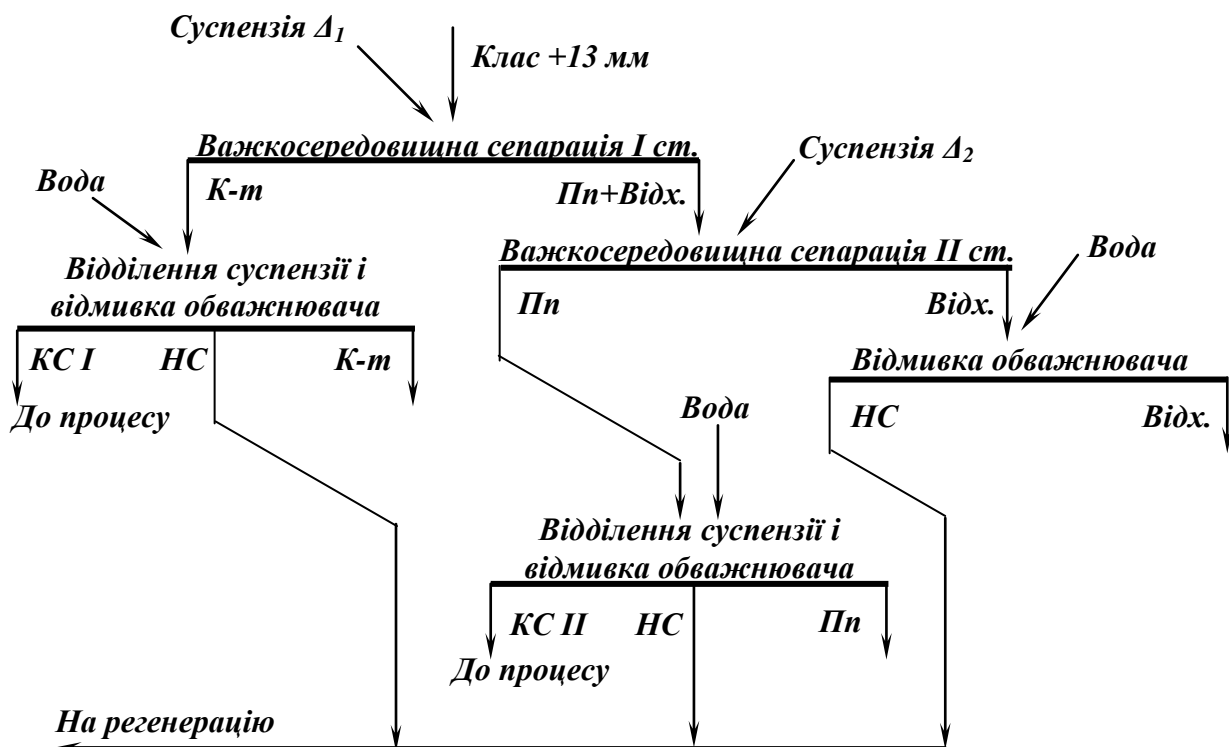 Суспензія Δ1
Клас +13 мм
Важкосередовищна сепарація I ст.
Суспензія Δ2
Вода
К-т
Пп+Відх.
Важкосередовищна сепарація II ст.
Вода
Відділення суспензії і
відмивка обважнювача
Пп
Відх.
КС I
НС
К-т
Відмивка обважнювача
До процесу
Вода
НС
Відх.
Відділення суспензії і
відмивка обважнювача
КС II
НС
Пп
До процесу
На регенерацію